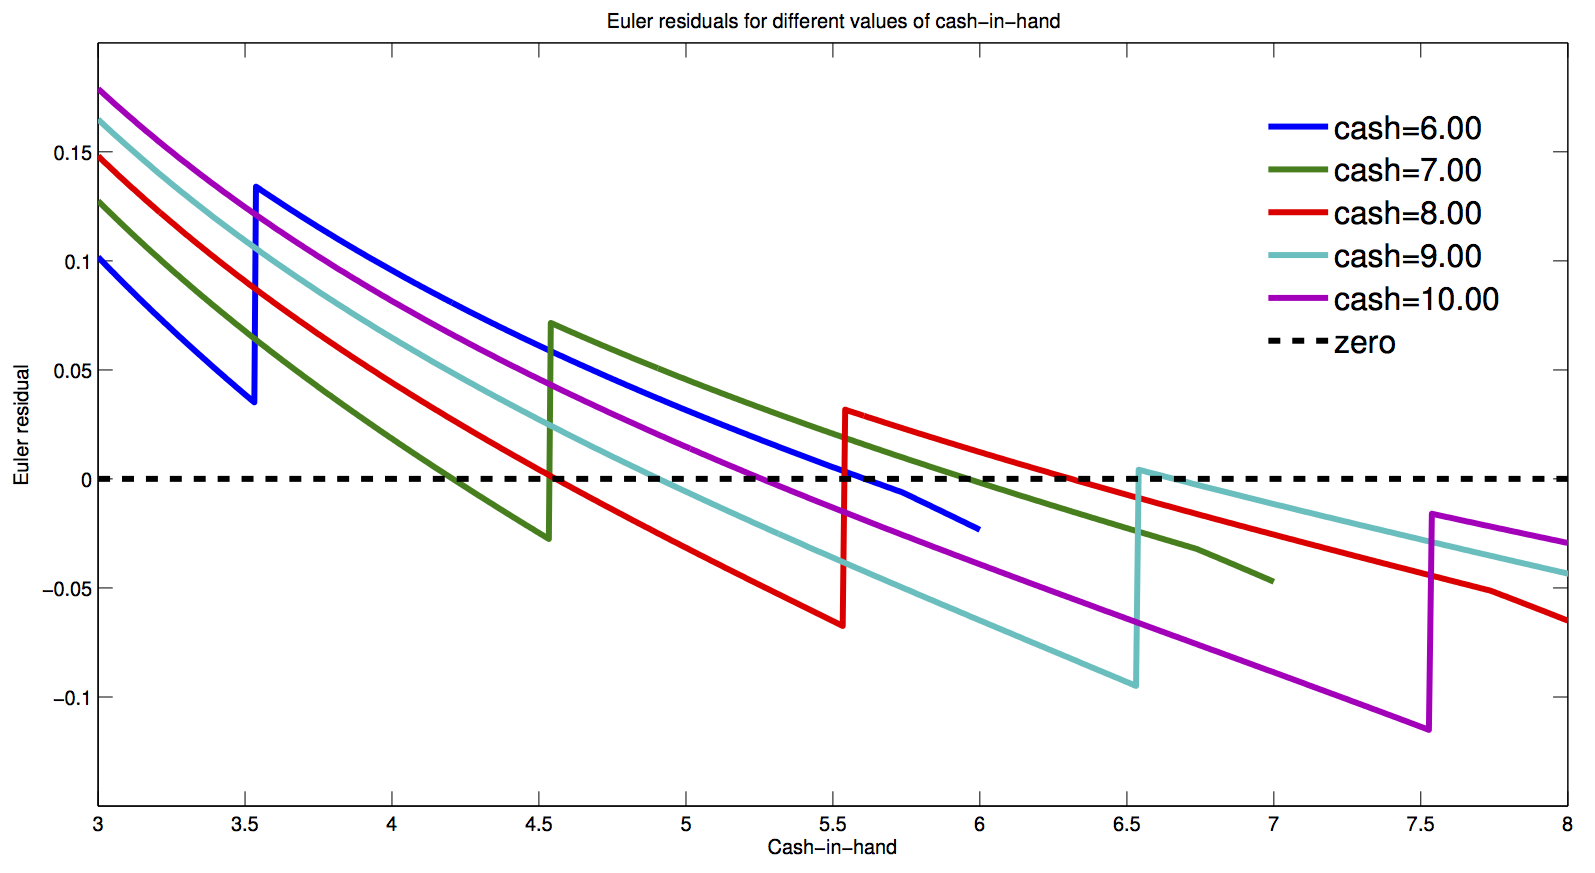 Euler residuals for different values of cash−in−hand
cash=6.00
cash=7.00
cash=8.00
cash=9.00
cash=10.00
zero
Euler residual
0.15
0.1
0.05
0
−0.05
−0.1
3 3.5 4 4.5 5 5.5 6 6.5 7 7.5 8
Cash−in−hand